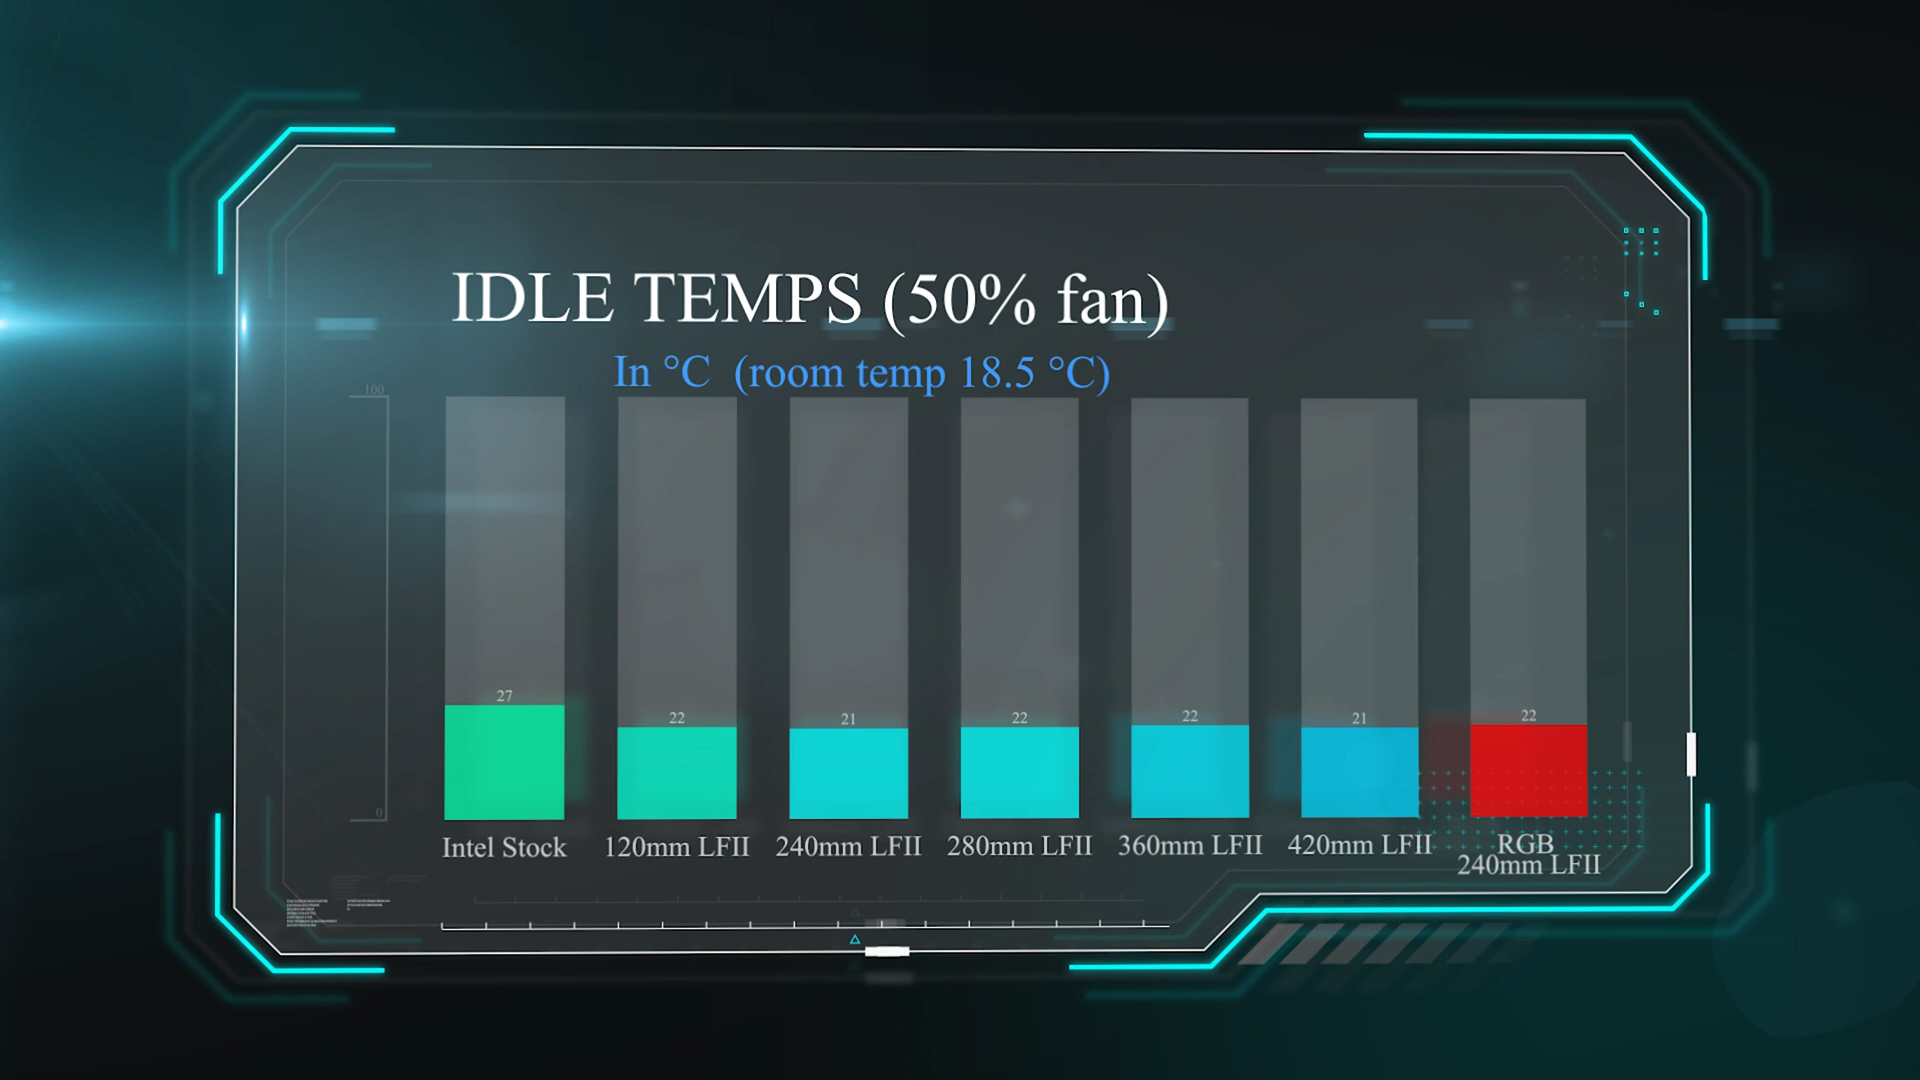 IDLE TEMPS (50% fan)
In °C (room temp 18.5 °C)
100
27
22
21
22
22
21
22
0
Intel Stock
120mm LFII
240mm LFII
280mm LFII
360mm LFII
420mm LFII
RGB
240mm LFII